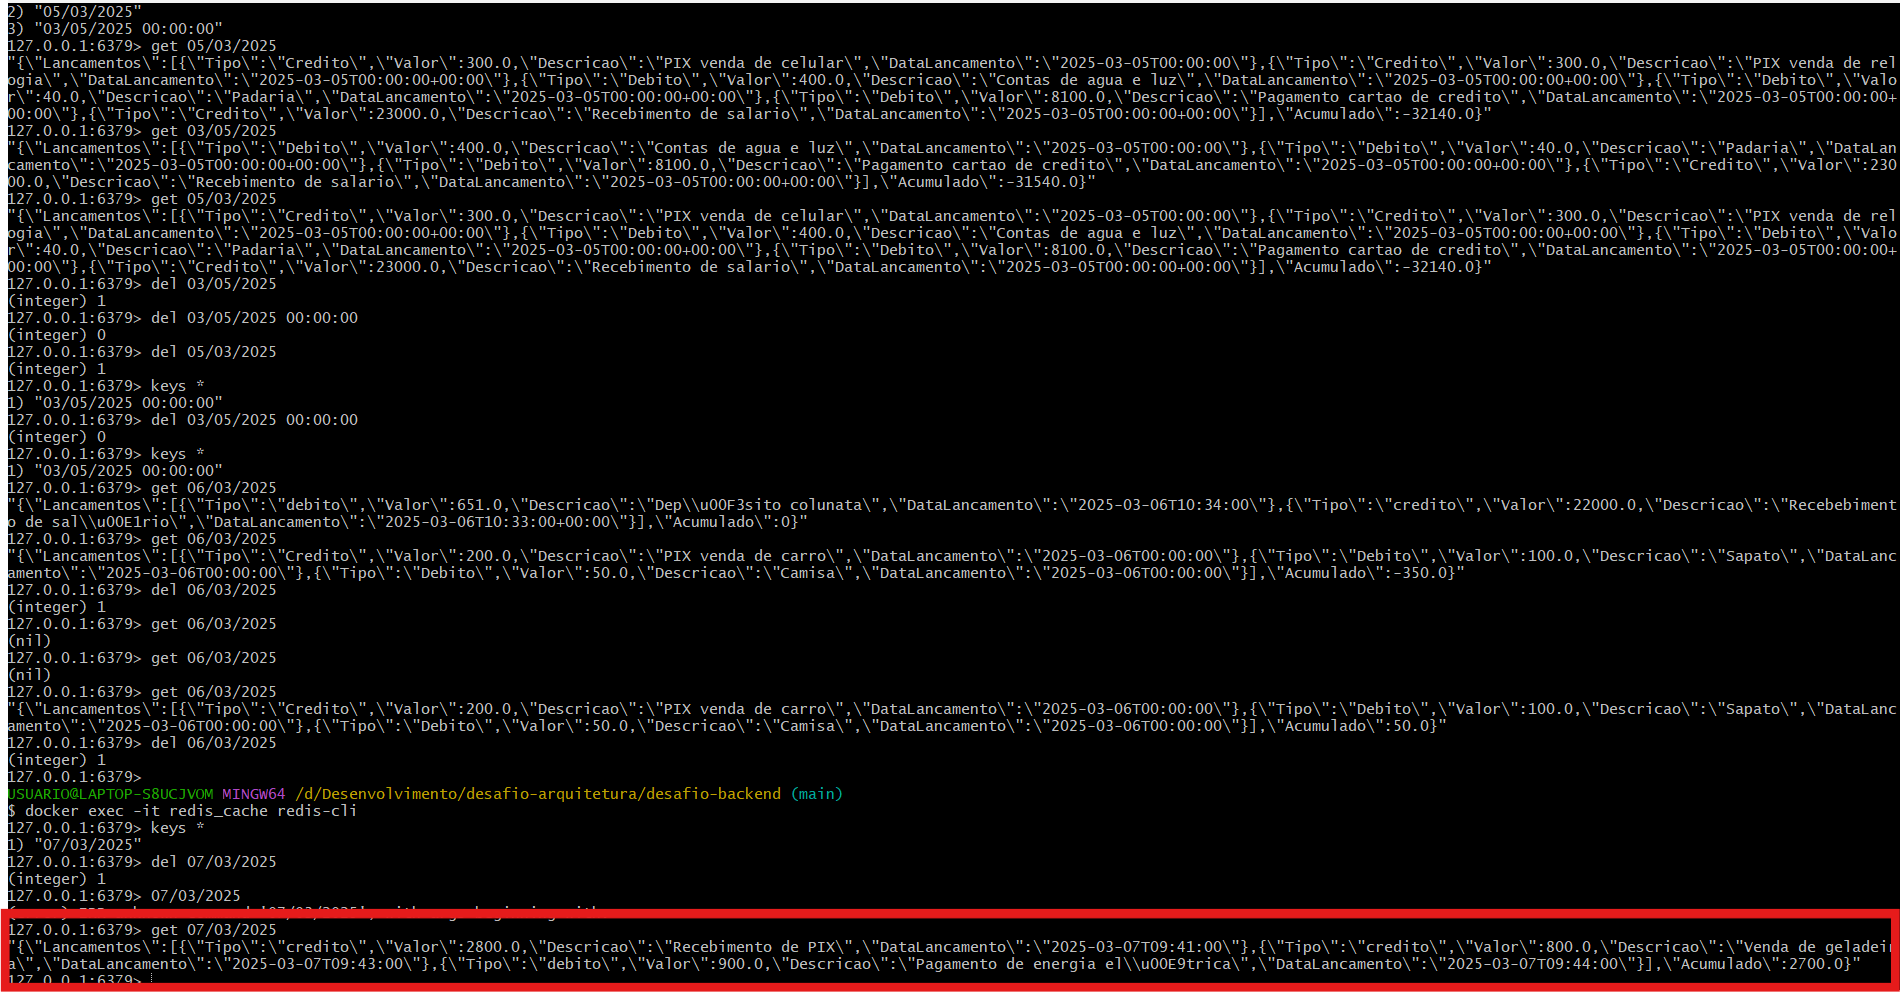 2) "05/03/2025"
3) "03/05/2025 00:00:00"
127.0.0.1:6379> get 05/03/2025
"{\"Lancamentos\":[{\"Tipo\":\"Credito\",\"Valor\":300.0,\"Descricao\":\"PIX venda de celular\",\"DataLancamento\":\"2025-03-05T00:00:00\"},{\"Tipo\":\"Credito\",\"Valor\":300.0,\"Descricao\":\"PIX venda de rel
ogia\",\"DataLancamento\":\"2025-03-05T00:00:00+00:00\"},{\"Tipo\":\"Debito\",\"Valor\":400.0,\"Descricao\":\"Contas de agua e luz\",\"DataLancamento\":\"2025-03-05T00:00:00+00:00\"},{\"Tipo\":\"Debito\",\"Valo
r\":40.0,\"Descricao\":\"Padaria\",\"DataLancamento\":\"2025-03-05T00:00:00+00:00\"},{\"Tipo\":\"Debito\",\"Valor\":8100.0,\"Descricao\":\"Pagamento cartao de credito\",\"DataLancamento\":\"2025-03-05T00:00:00+
00:00\"},{\"Tipo\":\"Credito\",\"Valor\":23000.0,\"Descricao\":\"Recebimento de salario\",\"DataLancamento\":\"2025-03-05T00:00:00+00:00\"}],\"Acumulado\":-32140.0}"
127.0.0.1:6379> get 03/05/2025
"{\"Lancamentos\":[{\"Tipo\":\"Debito\",\"Valor\":400.0,\"Descricao\":\"Contas de agua e luz\",\"DataLancamento\":\"2025-03-05T00:00:00\"},{\"Tipo\":\"Debito\",\"Valor\":40.0,\"Descricao\":\"Padaria\",\"DataLan
camento\":\"2025-03-05T00:00:00+00:00\"},{\"Tipo\":\"Debito\",\"Valor\":8100.0,\"Descricao\":\"Pagamento cartao de credito\",\"DataLancamento\":\"2025-03-05T00:00:00+00:00\"},{\"Tipo\":\"Credito\",\"Valor\":230
00.0,\"Descricao\":\"Recebimento de salario\",\"DataLancamento\":\"2025-03-05T00:00:00+00:00\"}],\"Acumulado\":-31540.0}"
127.0.0.1:6379> get 05/03/2025
"{\"Lancamentos\":[{\"Tipo\":\"Credito\",\"Valor\":300.0,\"Descricao\":\"PIX venda de celular\",\"DataLancamento\":\"2025-03-05T00:00:00\"},{\"Tipo\":\"Credito\",\"Valor\":300.0,\"Descricao\":\"PIX venda de rel
ogia\",\"DataLancamento\":\"2025-03-05T00:00:00+00:00\"},{\"Tipo\":\"Debito\",\"Valor\":400.0,\"Descricao\":\"Contas de agua e luz\",\"DataLancamento\":\"2025-03-05T00:00:00+00:00\"},{\"Tipo\":\"Debito\",\"Valo
r\":40.0,\"Descricao\":\"Padaria\",\"DataLancamento\":\"2025-03-05T00:00:00+00:00\"},{\"Tipo\":\"Debito\",\"Valor\":8100.0,\"Descricao\":\"Pagamento cartao de credito\",\"DataLancamento\":\"2025-03-05T00:00:00+
00:00\"},{\"Tipo\":\"Credito\",\"Valor\":23000.0,\"Descricao\":\"Recebimento de salario\",\"DataLancamento\":\"2025-03-05T00:00:00+00:00\"}],\"Acumulado\":-32140.0}"
127.0.0.1:6379> del 03/05/2025
(integer) 1
127.0.0.1:6379> del 03/05/2025 00:00:00
(integer) 0
127.0.0.1:6379> del 05/03/2025
(integer) 1
127.0.0.1:6379> keys *
1) "03/05/2025 00:00:00"
127.0.0.1:6379> del 03/05/2025 00:00:00
(integer) 0
127.0.0.1:6379> keys *
1) "03/05/2025 00:00:00"
127.0.0.1:6379> get 06/03/2025
"{\"Lancamentos\":[{\"Tipo\":\"debito\",\"Valor\":651.0,\"Descricao\":\"Dep\\u00F3sito colunata\",\"DataLancamento\":\"2025-03-06T10:34:00\"},{\"Tipo\":\"credito\",\"Valor\":22000.0,\"Descricao\":\"Recebebiment
o de sal\\u00E1rio\",\"DataLancamento\":\"2025-03-06T10:33:00+00:00\"}],\"Acumulado\":0}"
127.0.0.1:6379> get 06/03/2025
"{\"Lancamentos\":[{\"Tipo\":\"Credito\",\"Valor\":200.0,\"Descricao\":\"PIX venda de carro\",\"DataLancamento\":\"2025-03-06T00:00:00\"},{\"Tipo\":\"Debito\",\"Valor\":100.0,\"Descricao\":\"Sapato\",\"DataLanc
amento\":\"2025-03-06T00:00:00\"},{\"Tipo\":\"Debito\",\"Valor\":50.0,\"Descricao\":\"Camisa\",\"DataLancamento\":\"2025-03-06T00:00:00\"}],\"Acumulado\":-350.0}"
127.0.0.1:6379> del 06/03/2025
(integer) 1
127.0.0.1:6379> get 06/03/2025
(nil)
127.0.0.1:6379> get 06/03/2025
(nil)
127.0.0.1:6379> get 06/03/2025
"{\"Lancamentos\":[{\"Tipo\":\"Credito\",\"Valor\":200.0,\"Descricao\":\"PIX venda de carro\",\"DataLancamento\":\"2025-03-06T00:00:00\"},{\"Tipo\":\"Debito\",\"Valor\":100.0,\"Descricao\":\"Sapato\",\"DataLanc
amento\":\"2025-03-06T00:00:00\"},{\"Tipo\":\"Debito\",\"Valor\":50.0,\"Descricao\":\"Camisa\",\"DataLancamento\":\"2025-03-06T00:00:00\"}],\"Acumulado\":50.0}"
127.0.0.1:6379> del 06/03/2025
(integer) 1
127.0.0.1:6379>
USUARIO@LAPTOP-S8UCJVOM MINGW64 /d/Desenvolvimento/desafio-arquitetura/desafio-backend (main)
$ docker exec -it redis_cache redis-cli
127.0.0.1:6379> keys *
1) "07/03/2025"
127.0.0.1:6379> del 07/03/2025
(integer) 1
127.0.0.1:6379> 07/03/2025
127.0.0.1:6379> get 07/03/2025
"{\"Lancamentos\":[{\"Tipo\":\"credito\",\"Valor\":2800.0,\"Descricao\":\"Recebimento de PIX\",\"DataLancamento\":\"2025-03-07T09:41:00\"},{\"Tipo\":\"credito\",\"Valor\":800.0,\"Descricao\":\"Venda de geladeir
a\",\"DataLancamento\":\"2025-03-07T09:43:00\"},{\"Tipo\":\"debito\",\"Valor\":900.0,\"Descricao\":\"Pagamento de energia el\\u00E9trica\",\"DataLancamento\":\"2025-03-07T09:44:00\"}],\"Acumulado\":2700.0}"
127.0.0.1:6379>